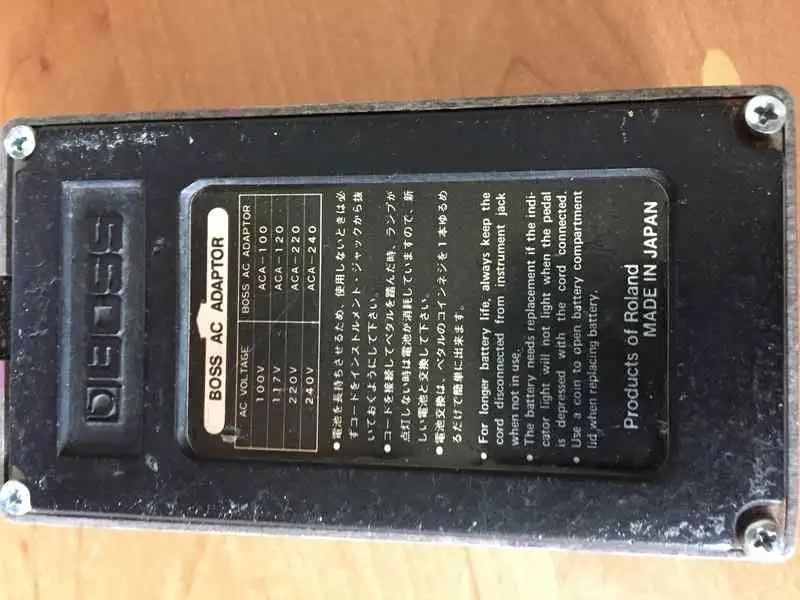 BOSS
BOSS AC ADAPTOR
AC VOLTAGE BOSS AC ADAPTOR
100V ACA-100
117V ACA-120
220V ACA-220
240V ACA-240
●電池を長持ちさせるため、使用しないときは必
ずコードをインストルメント・ジャックから抜
いておくようにして下さい。
●コードを接続してペダルを踏んだ時、ランプが
点灯しない時は電池が消耗していますので、新
しい電池と交換して下さい。
●電池交換は、ペダルのコインネジを1本ゆるめ
るだけで簡単に出来ます。
• For longer battery life, always keep the
cord disconnected from instrument jack
when not in use.
• The battery needs replacement if the indi-
cator light will not light when the pedal
is depressed with the cord connected.
• Use a coin to open battery compartment
lid when replacing battery.
Products of Roland
MADE IN JAPAN